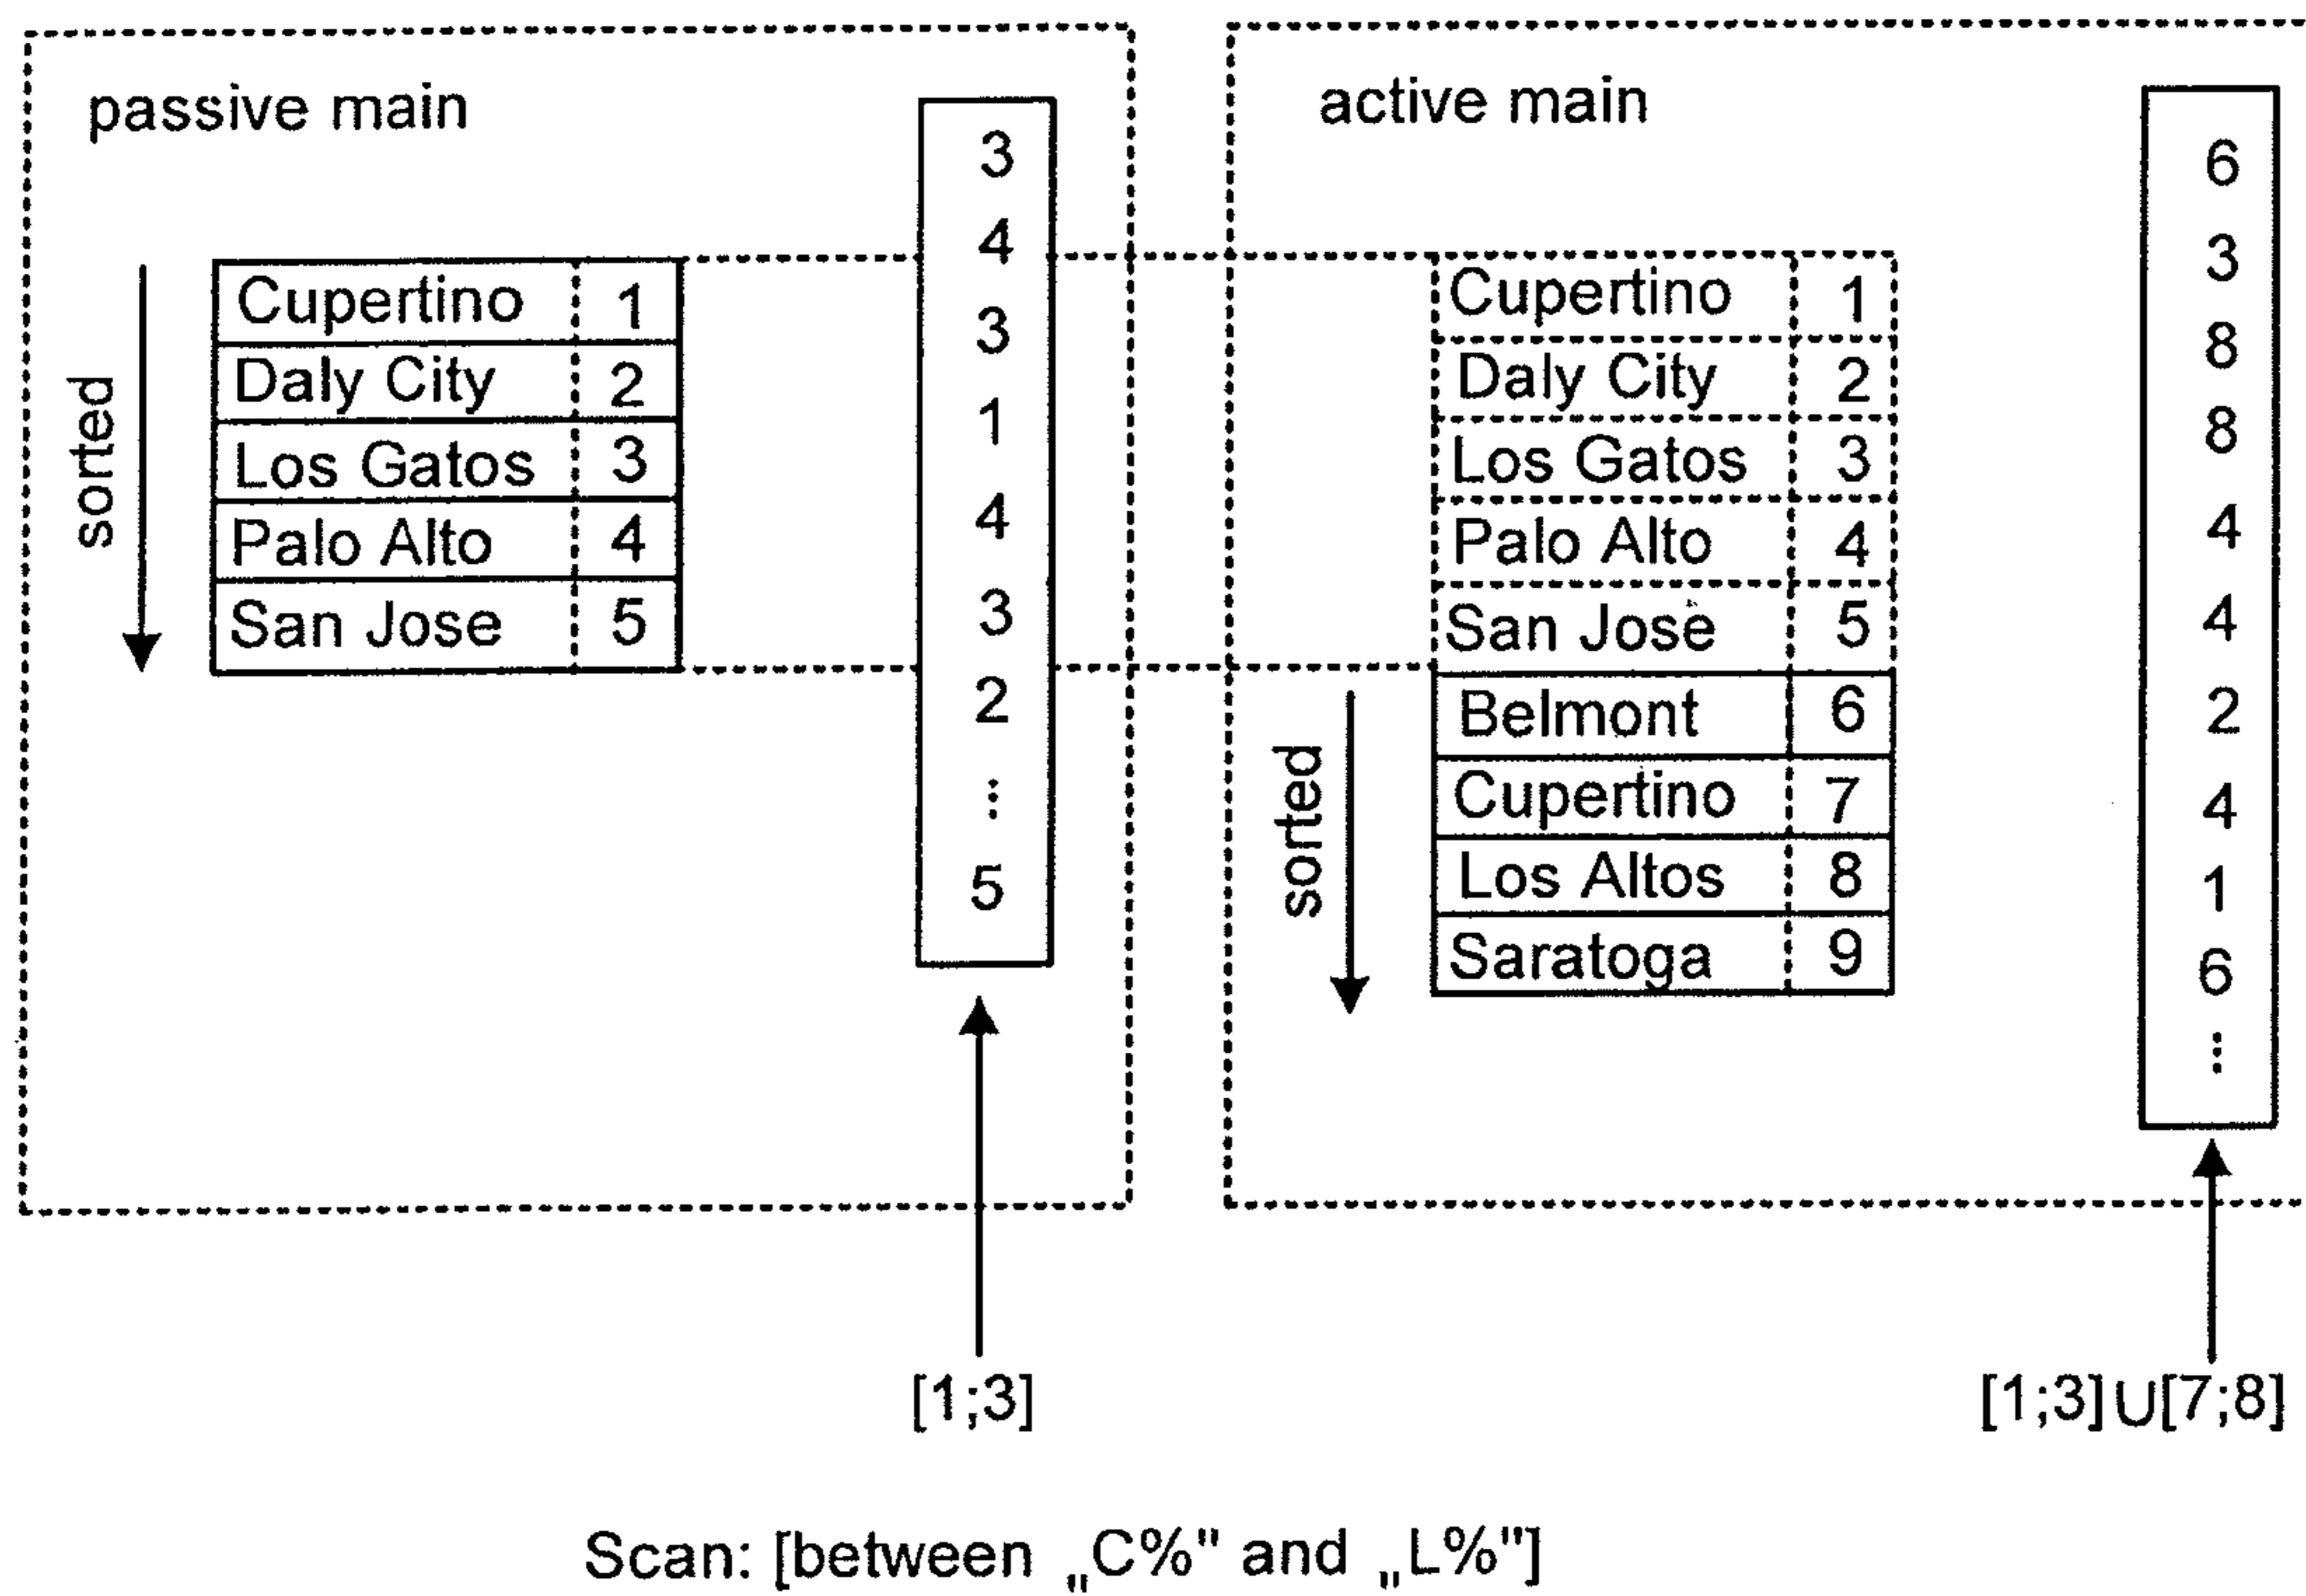 passive main
sorted
Cupertino 1
Daly City 2
Los Gatos 3
Palo Alto 4
San Jose 5
3
4
3
1
4
3
2
⋮
5
[1;3]
active main
Cupertino 1
Daly City 2
Los Gatos 3
Palo Alto 4
San Jose 5
sorted
Belmont 6
Cupertino 7
Los Altos 8
Saratoga 9
6
3
8
8
4
4
2
4
1
6
⋮
[1;3]∪[7;8]
Scan: [between „C%" and „L%"]